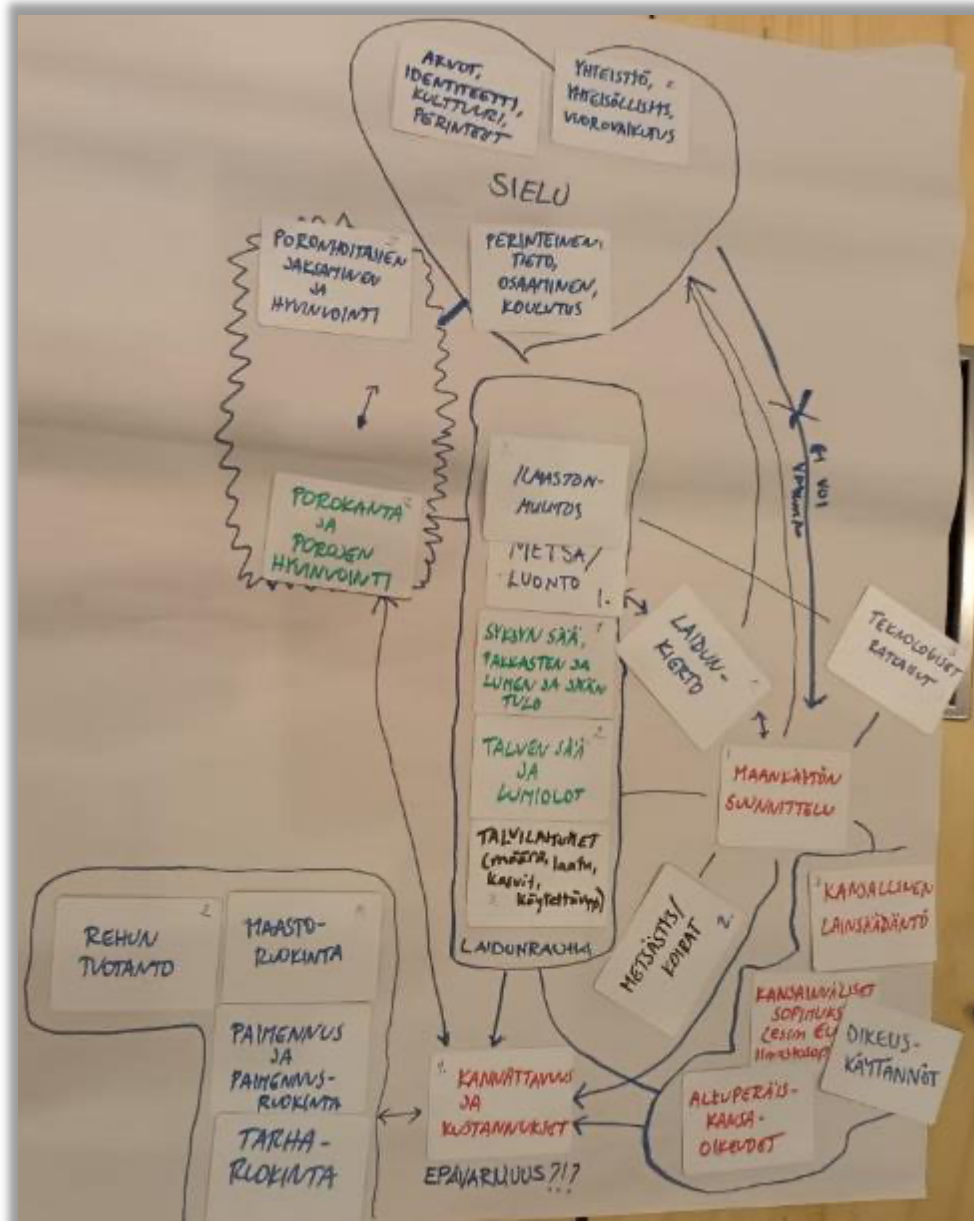 ARVOT,
IDENTITEETTI,
KULTTUURI,
PERINTEET
YHTEISTYÖ,
YHTEISÖLLISYYS,
VUOROVAIKUTUS
SIELU
PERINTEINEN
TIETO,
OSAAMINEN,
KOULUTUS
PORONHOITAJIEN
JAKSAMINEN
JA
HYVINVOINTI
POROKANTA
JA
POROJEN
HYVINVOINTI
ILMASTON-
MUUTOS
METSÄ/
LUONTO
1.
SYKSYN SÄÄ,
PAKKASTEN JA
LUMEN JA JÄÄN
TULO
TALVEN SÄÄ
JA
LUMIOLOT
TALVILAITUMET
(määrä, laatu,
kasvit,
käytettävyys)
LAIDUNRAUHA
LAIDUN-
KIERTO
EI VOI
TEKNOLOGISET
RATKAISUT
MAANKÄYTÖN
SUUNNITTELU
METSÄSTYS/
KOIRAT
2.
KANSALLINEN
LAINSÄÄDÄNTÖ
KANSAINVÄLISET
SOPIMUKS
(esim EU
Ilmastosop
OIKEUS-
KÄYTÄNNÖT
ALKUPERÄIS-
KANSA-
OIKEUDET
REHUN
TUOTANTO
2
MAASTO-
RUOKINTA
PAIMENNUS
JA
PAIMENNUS-
RUOKINTA
TARHA-
RUOKINTA
1.
KANNATTAVUUS
JA
KUSTANNUKSET
EPÄVARMUUS?!?